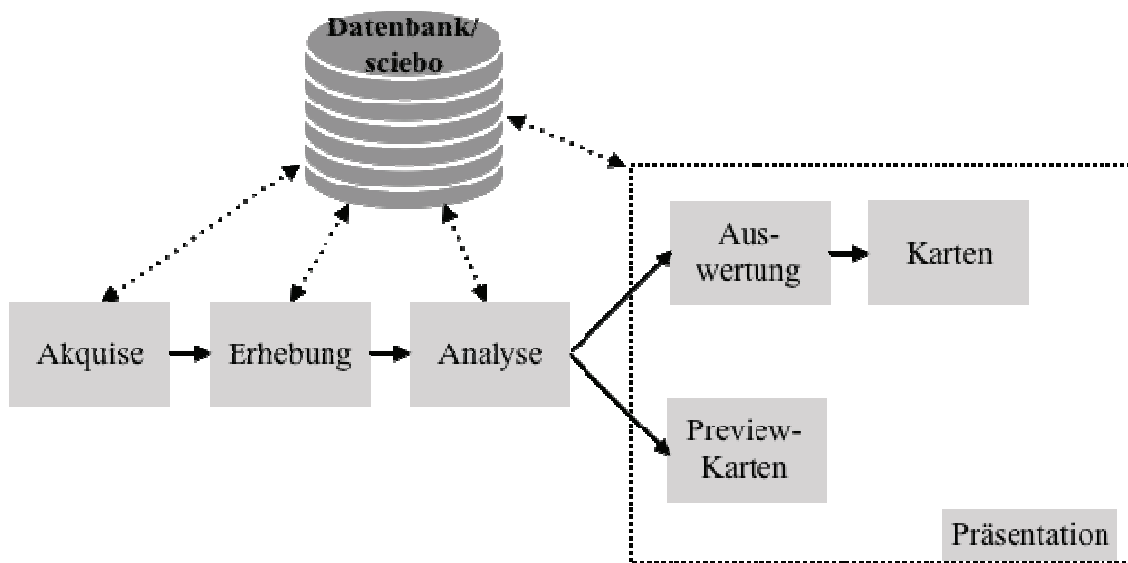 Datenbank/
sciebo
Akquise
Erhebung
Analyse
Aus-
wertung
Karten
Preview-
Karten
Präsentation